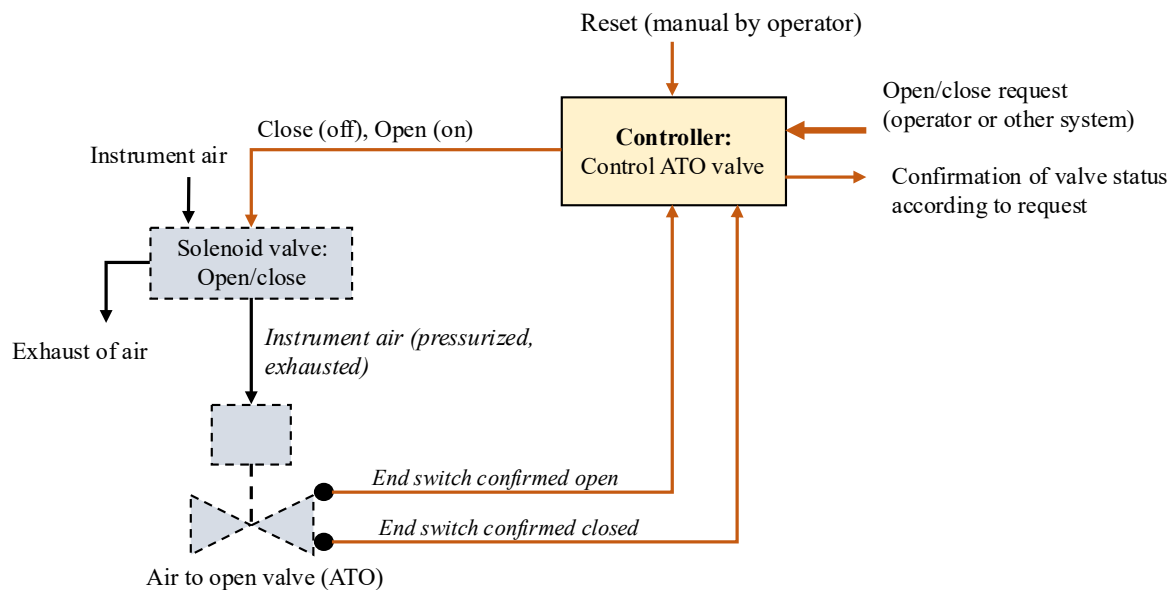 Reset (manual by operator)
Open/close request
(operator or other system)
Controller:
Control ATO valve
Close (off), Open (on)
Instrument air
Confirmation of valve status
according to request
Solenoid valve:
Open/close
Exhaust of air
Instrument air (pressurized,
exhausted)
End switch confirmed open
End switch confirmed closed
Air to open valve (ATO)